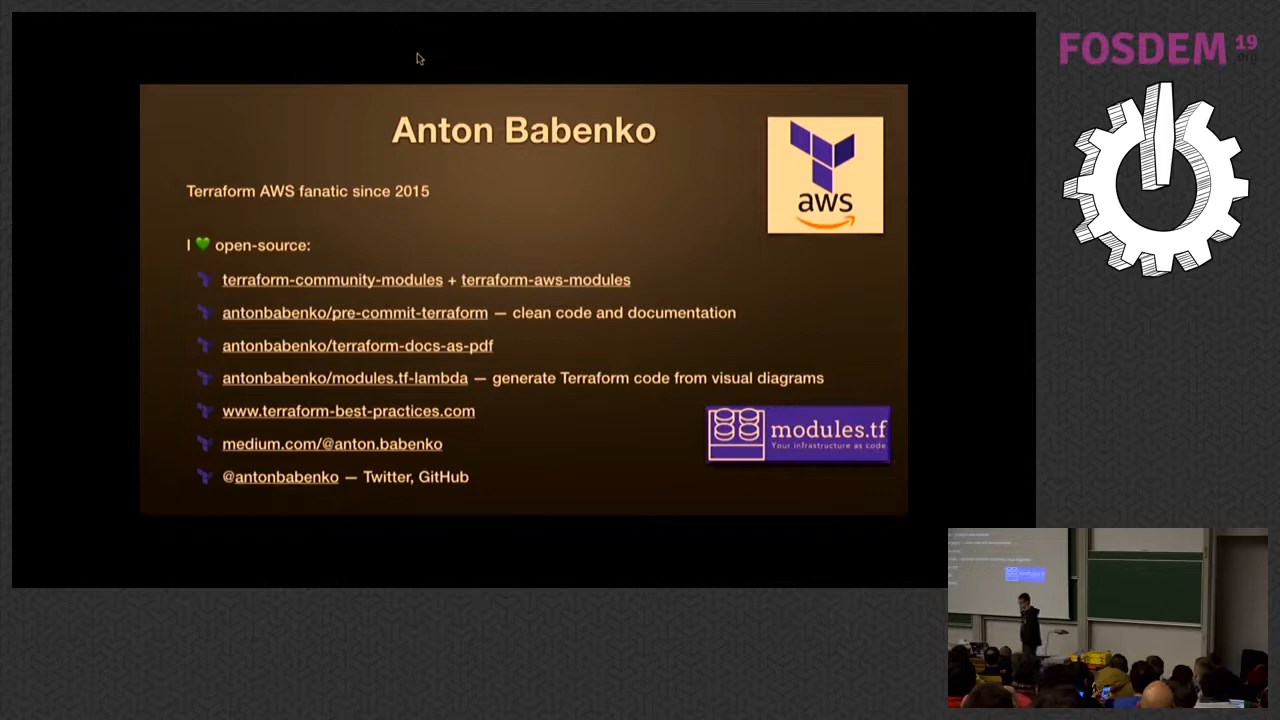 FOSDEM 19
.org
Anton Babenko
aws
Terraform AWS fanatic since 2015
I 💚 open-source:
terraform-community-modules + terraform-aws-modules
antonbabenko/pre-commit-terraform — clean code and documentation
antonbabenko/terraform-docs-as-pdf
antonbabenko/modules.tf-lambda — generate Terraform code from visual diagrams
www.terraform-best-practices.com
modules.tf
Your infrastructure as code
medium.com/@anton.babenko
@antonbabenko — Twitter, GitHub